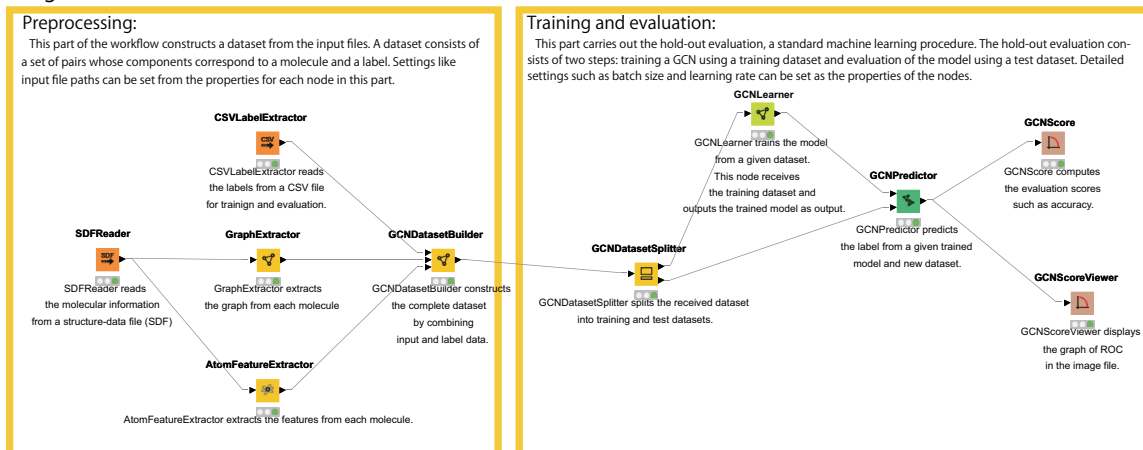 Preprocessing:
This part of the workflow constructs a dataset from the input files. A dataset consists of
a set of pairs whose components correspond to a molecule and a label. Settings like
input file paths can be set from the properties for each node in this part.
CSVLabelExtractor
CSV
CSVLabelExtractor reads
the labels from a CSV file
for trainign and evaluation.
SDFReader
SDF
SDFReader reads
the molecular information
from a structure-data file (SDF)
GraphExtractor
GraphExtractor extracts
the graph from each molecule
GCNDatasetBuilder
GCNDatasetBuilder constructs
the complete dataset
by combining
input and label data.
AtomFeatureExtractor
AtomFeatureExtractor extracts the features from each molecule.
Training and evaluation:
This part carries out the hold-out evaluation, a standard machine learning procedure. The hold-out evaluation con-
sists of two steps: training a GCN using a training dataset and evaluation of the model using a test dataset. Detailed
settings such as batch size and learning rate can be set as the properties of the nodes.
GCNLearner
GCNLearner trains the model
from a given dataset.
This node receives
the training dataset and
outputs the trained model as output.
GCNDatasetSplitter
GCNDatasetSplitter splits the received dataset
into training and test datasets.
GCNPredictor
GCNPredictor predicts
the label from a given trained
model and new dataset.
GCNScore
GCNScore computes
the evaluation scores
such as accuracy.
GCNScoreViewer
GCNScoreViewer displays
the graph of ROC
in the image file.